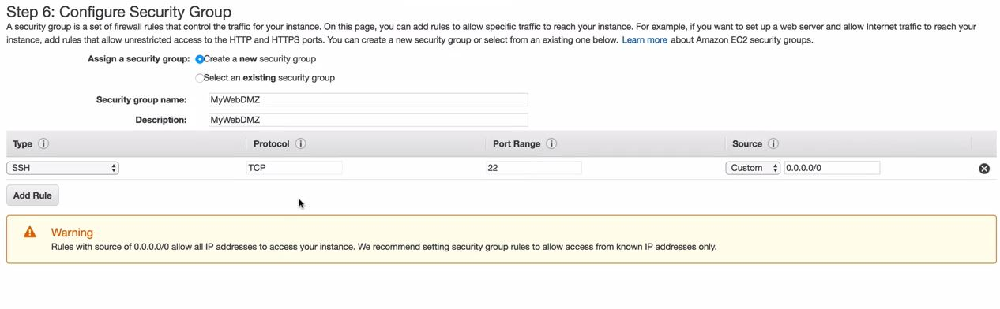 Step 6: Configure Security Group
A security group is a set of firewall rules that control the traffic for your instance. On this page, you can add rules to allow specific traffic to reach your instance. For example, if you want to set up a web server and allow Internet traffic to reach your
instance, add rules that allow unrestricted access to the HTTP and HTTPS ports. You can create a new security group or select from an existing one below. Learn more about Amazon EC2 security groups.
Assign a security group: Create a new security group
Select an existing security group
Security group name: MyWebDMZ
Description: MyWebDMZ
Type i Protocol i Port Range i Source i
SSH TCP 22 Custom 0.0.0.0/0
Add Rule
Warning
Rules with source of 0.0.0.0/0 allow all IP addresses to access your instance. We recommend setting security group rules to allow access from known IP addresses only.